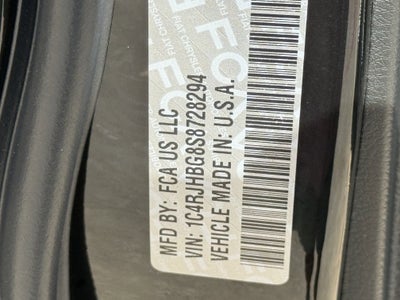 MFD BY: FCA US LLC
VIN: 1C4RJHBG8S8728294
VEHICLE MADE IN: U.S.A.